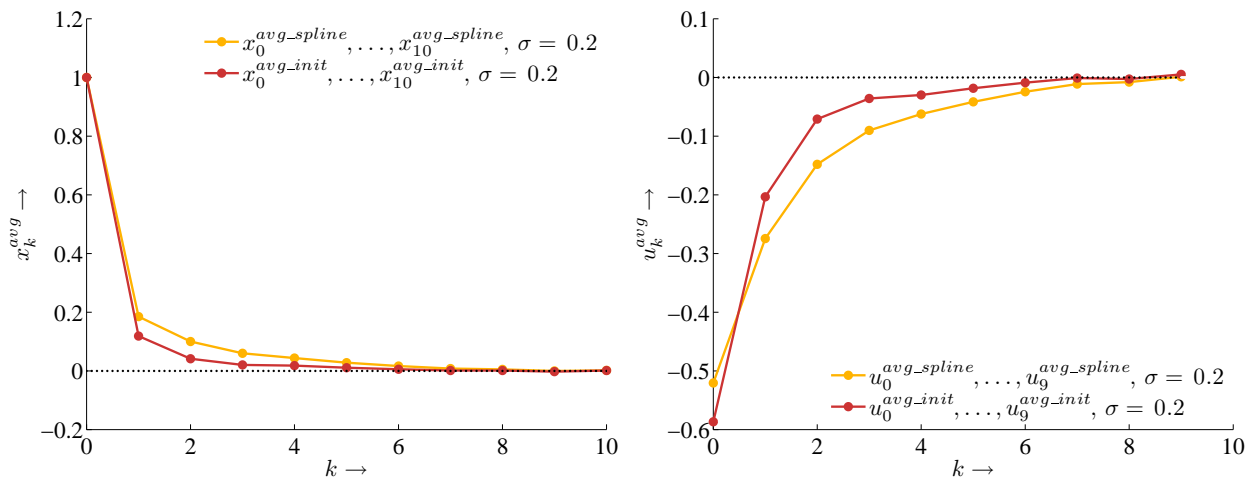 1.2
1
0.8
0.6
0.4
0.2
0
−0.2
0 2 4 6 8 10
x_k^{avg} →
k →
x_0^{avg_spline}, . . . , x_{10}^{avg_spline}, σ = 0.2
x_0^{avg_init}, . . . , x_{10}^{avg_init}, σ = 0.2
0.1
0
−0.1
−0.2
−0.3
−0.4
−0.5
−0.6
0 2 4 6 8 10
u_k^{avg} →
k →
u_0^{avg_spline}, . . . , u_9^{avg_spline}, σ = 0.2
u_0^{avg_init}, . . . , u_9^{avg_init}, σ = 0.2